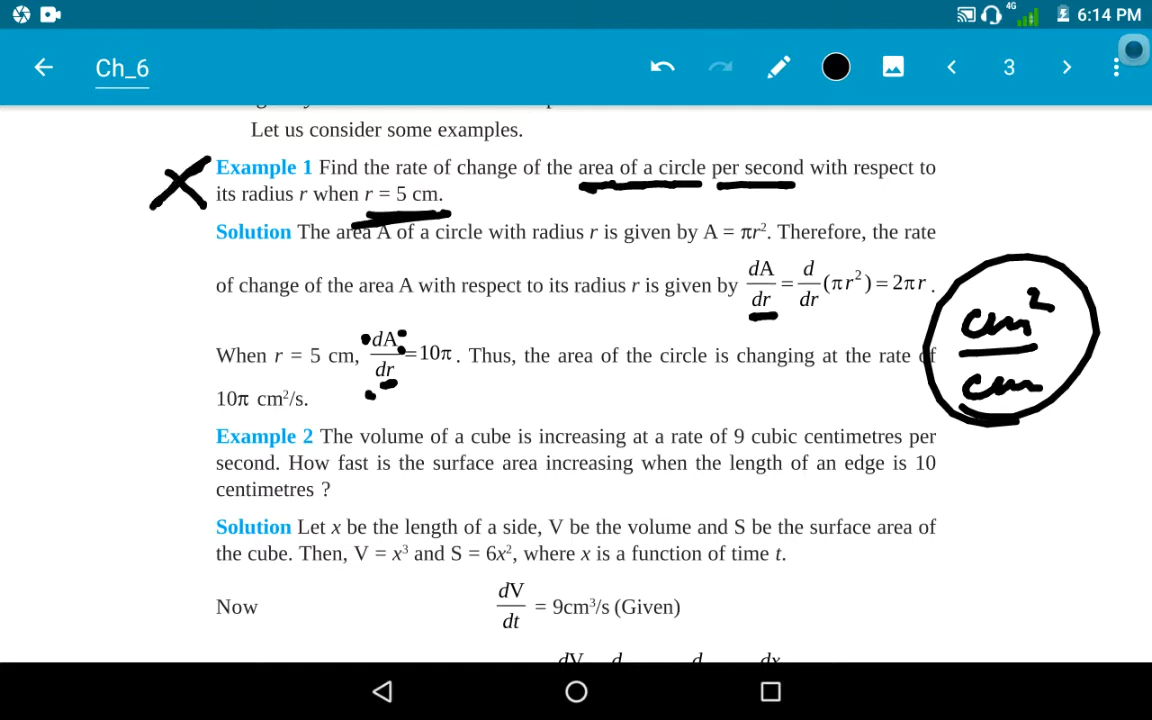 4G 6:14 PM
Ch_6 3
Let us consider some examples.
Example 1 Find the rate of change of the area of a circle per second with respect to
its radius r when r = 5 cm.
Solution The area A of a circle with radius r is given by A = πr². Therefore, the rate
of change of the area A with respect to its radius r is given by dA/dr = d/dr (πr²) = 2πr .
cm²/cm
When r = 5 cm, dA/dr = 10π . Thus, the area of the circle is changing at the rate of
10π cm²/s.
Example 2 The volume of a cube is increasing at a rate of 9 cubic centimetres per
second. How fast is the surface area increasing when the length of an edge is 10
centimetres ?
Solution Let x be the length of a side, V be the volume and S be the surface area of
the cube. Then, V = x³ and S = 6x², where x is a function of time t.
Now dV/dt = 9cm³/s (Given)
dV d d dx